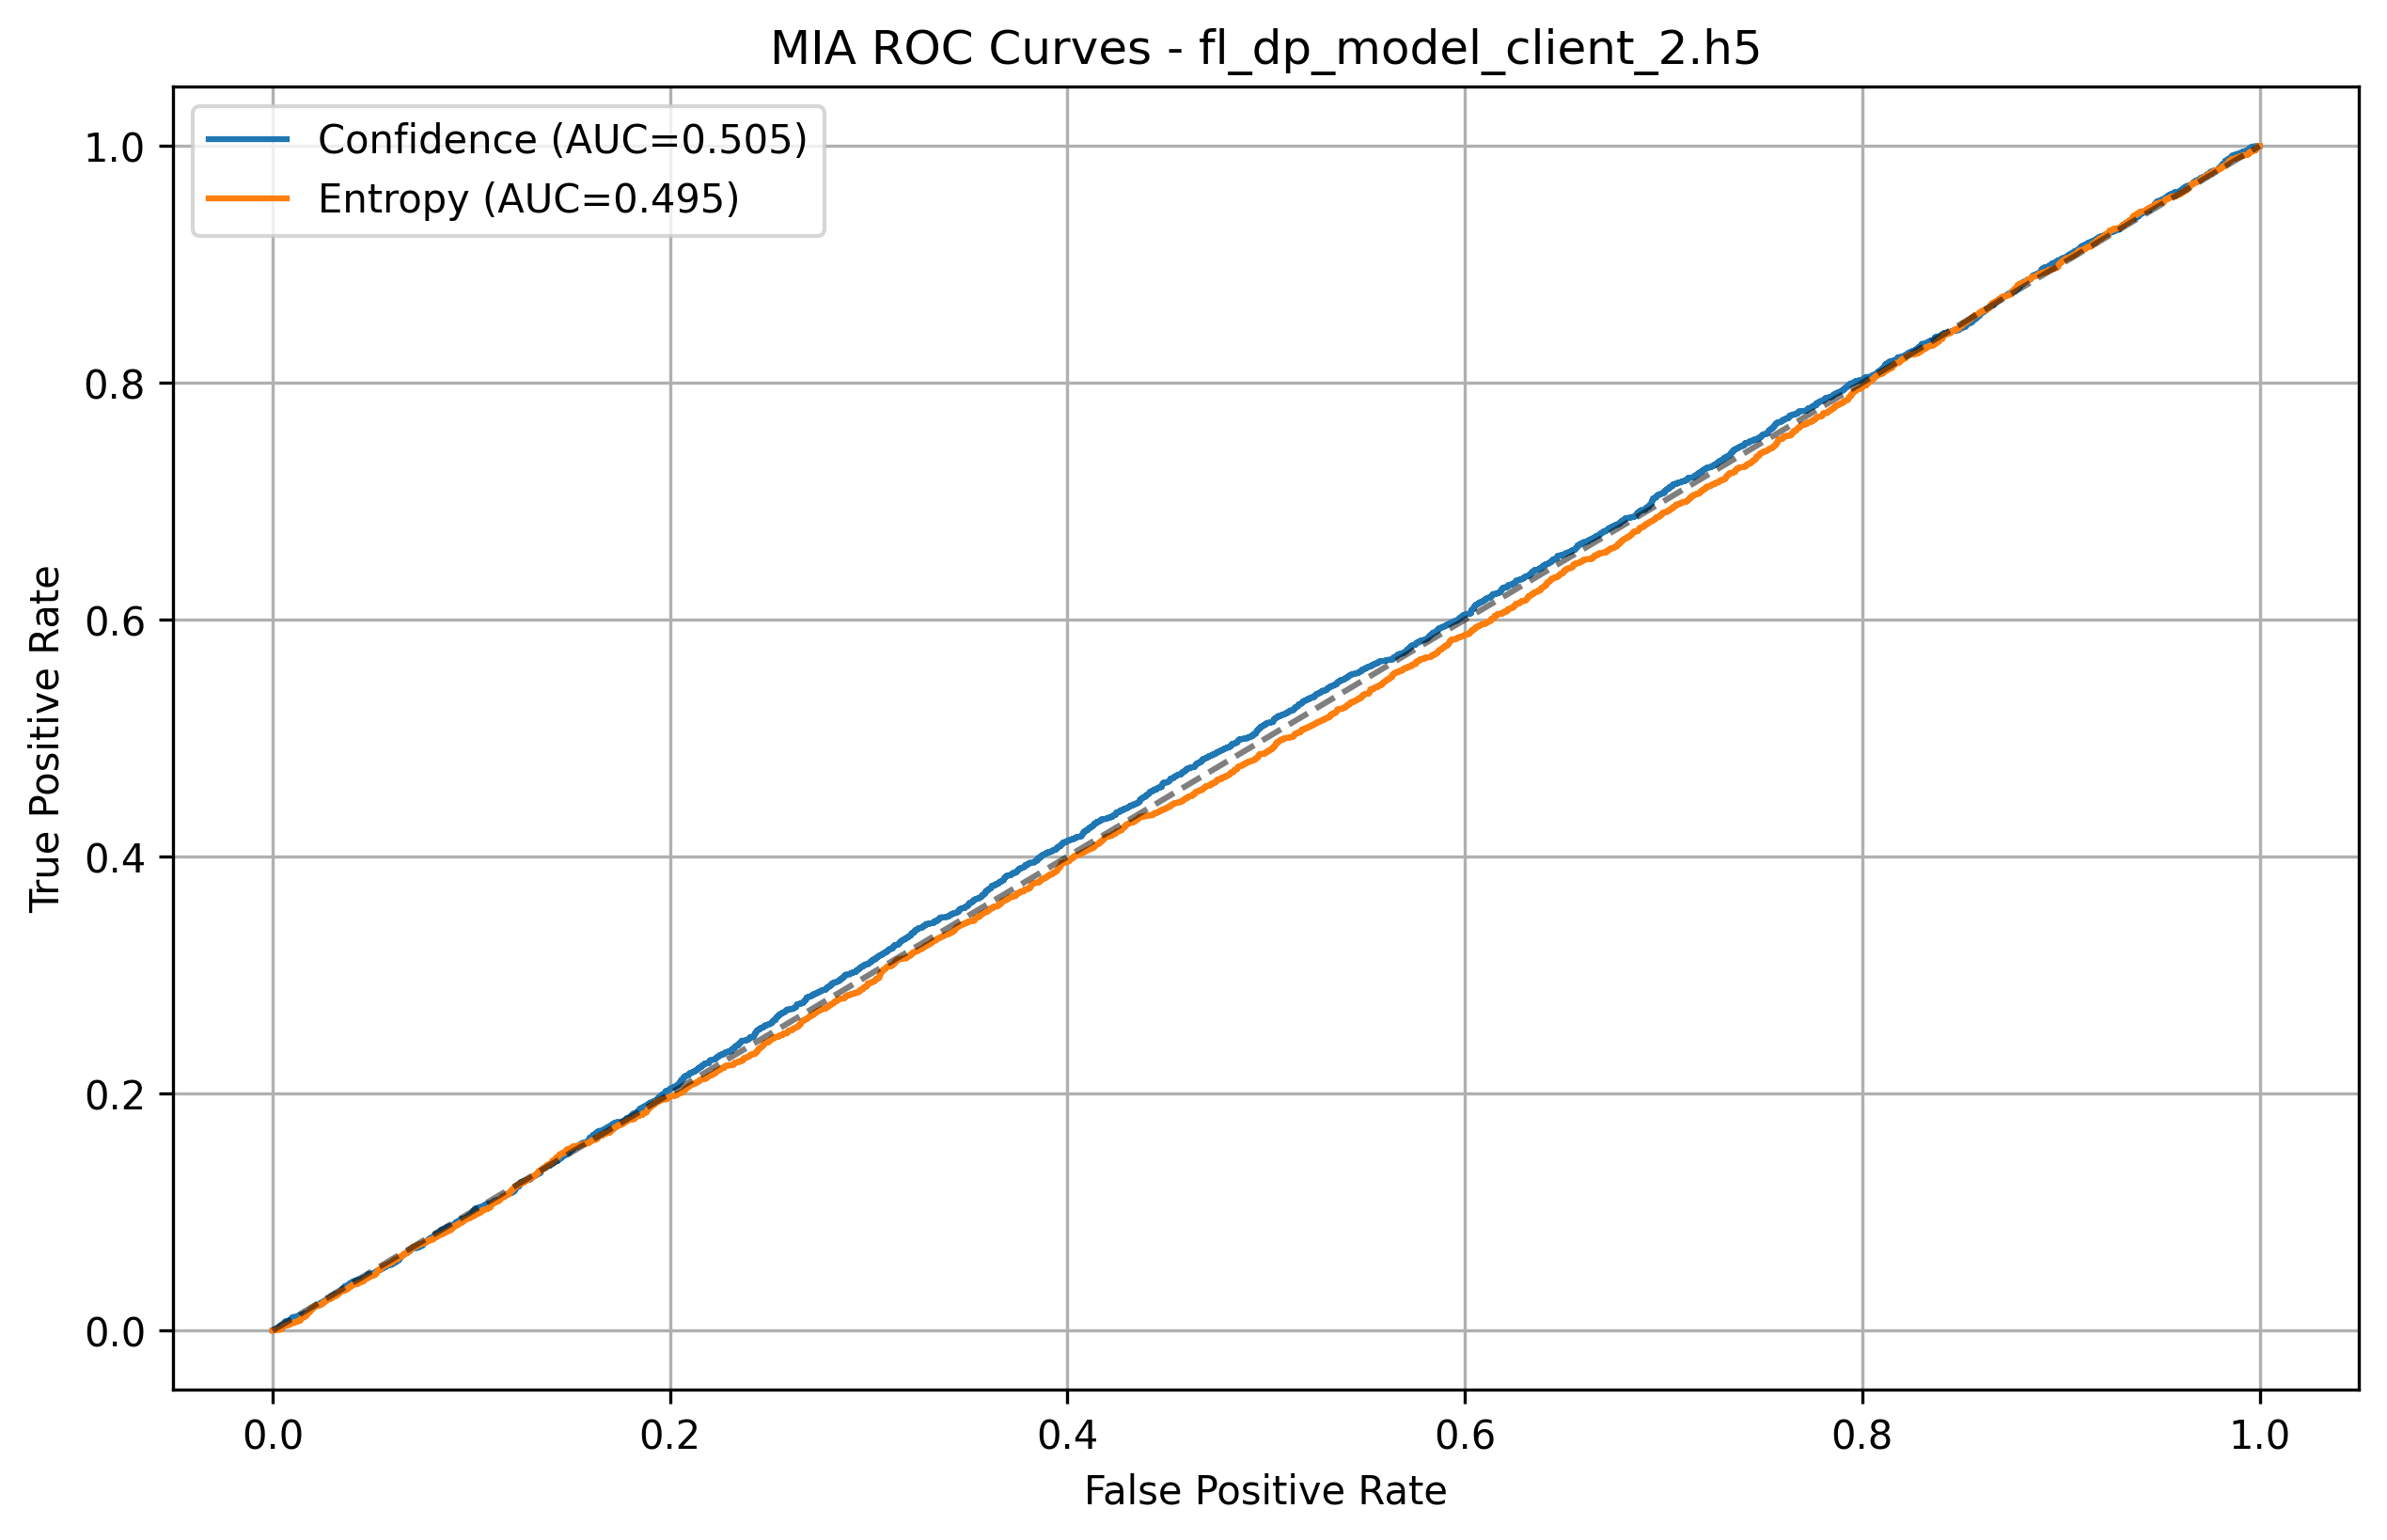 MIA ROC Curves - fl_dp_model_client_2.h5
Confidence (AUC=0.505)
Entropy (AUC=0.495)
1.0
0.8
0.6
0.4
0.2
0.0
True Positive Rate
0.0 0.2 0.4 0.6 0.8 1.0
False Positive Rate